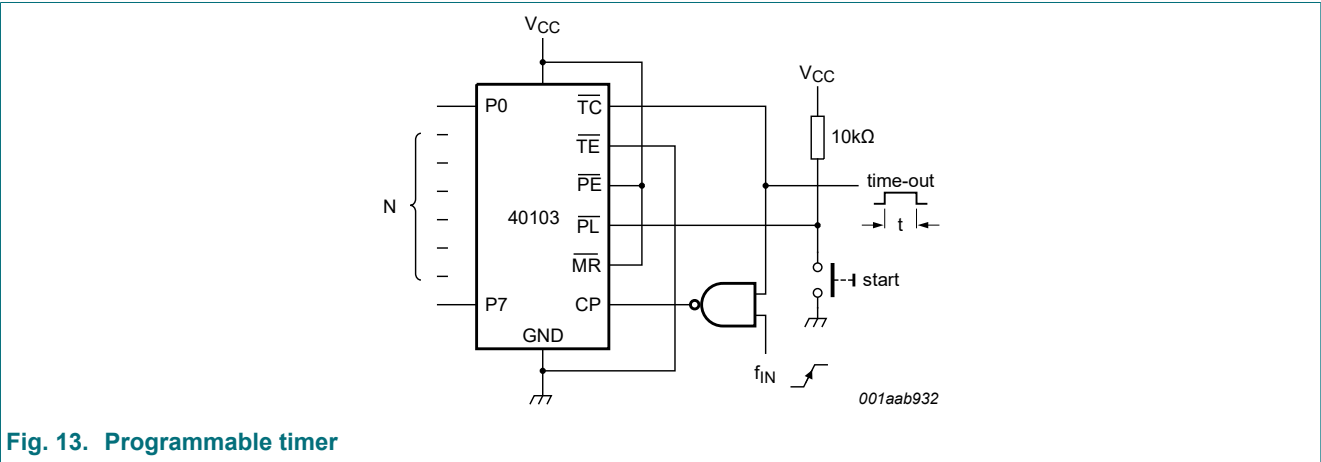 VCC
VCC
P0
TC
10kΩ
TE
time-out
PE
N
40103
PL
t
MR
start
P7
CP
GND
fIN
001aab932
Fig. 13. Programmable timer